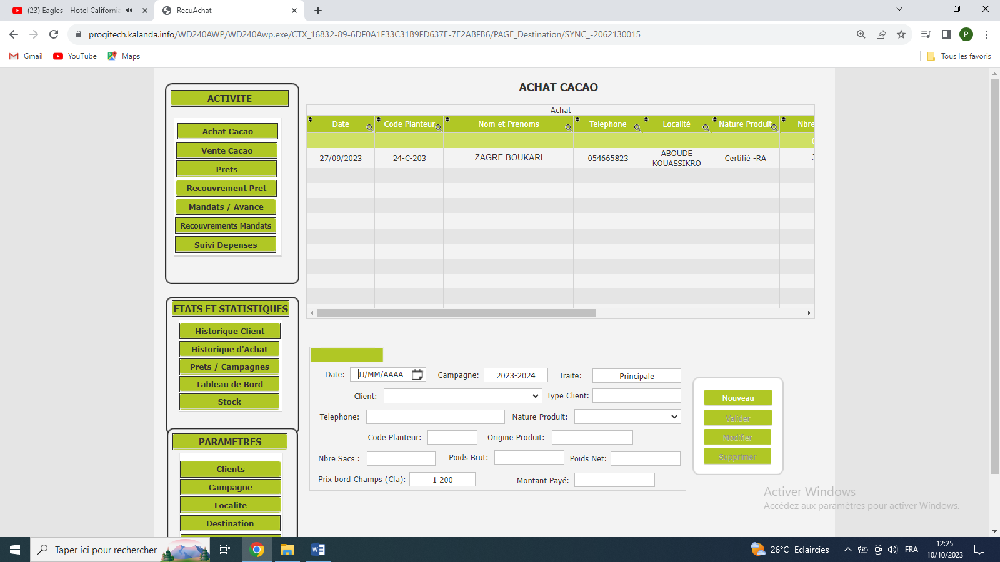 (23) Eagles - Hotel California
RecuAchat
progitech.kalanda.info/WD240AWP/WD240Awp.exe/CTX_16832-89-6DF0A1F33C31B9FD637E-7E2ABFB6/PAGE_Destination/SYNC_-2062130015
P
Gmail
YouTube
Maps
Tous les favoris
ACTIVITE
Achat Cacao
Vente Cacao
Prets
Recouvrement Pret
Mandats / Avance
Recouvrements Mandats
Suivi Depenses
ETATS ET STATISTIQUES
Historique Client
Historique d'Achat
Prets / Campagnes
Tableau de Bord
Stock
PARAMETRES
Clients
Campagne
Localite
Destination
ACHAT CACAO
Achat
Date Code Planteur Nom et Prenoms Telephone Localité Nature Produit Nbre
27/09/2023 24-C-203 ZAGRE BOUKARI 054665823 ABOUDE KOUASSIKRO Certifié -RA
Date: JJ/MM/AAAA Campagne: 2023-2024 Traite: Principale
Client: Type Client:
Telephone: Nature Produit:
Code Planteur: Origine Produit:
Nbre Sacs : Poids Brut: Poids Net:
Prix bord Champs (Cfa): 1 200 Montant Payé:
Nouveau
Valider
Modifier
Supprimer
Activer Windows
Accédez aux paramètres pour activer Windows.
Taper ici pour rechercher
26°C Eclaircies
FRA
12:25
10/10/2023